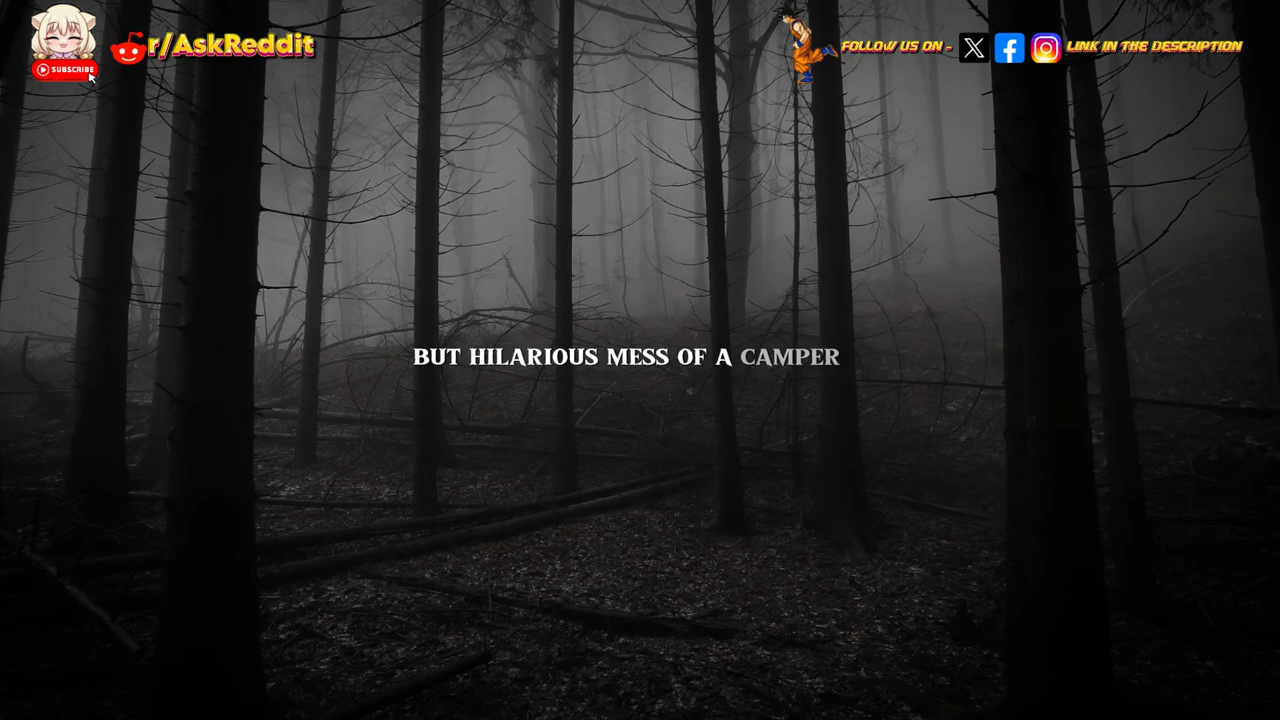 r/AskReddit
SUBSCRIBE
FOLLOW US ON -
LINK IN THE DESCRIPTION
BUT HILARIOUS MESS OF A CAMPER